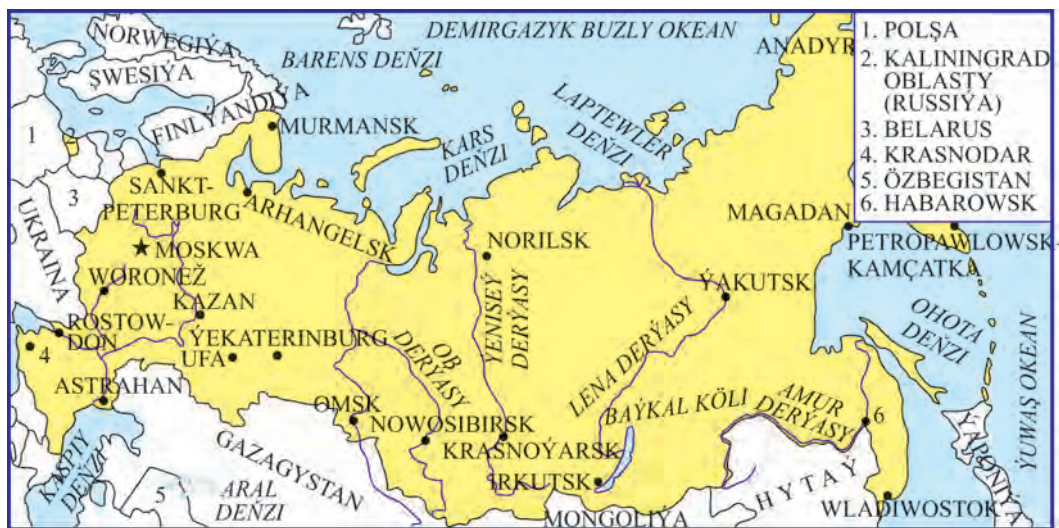 NORWEGIÝA
ŞWESIÝA
FINLÝANDIÝA
BARENS DEŇZI
DEMIRGAZYK BUZLY OKEAN
ANADYR
MURMANSK
KARS
DEŇZI
LAPTEWLER
DEŇZI
1
3
UKRAINA
SANKT-
PETERBURG
ARHANGELSK
MOSKWA
WORONEŽ
KAZAN
ROSTOW-
DON
ÝEKATERINBURG
UFA
4
ASTRAHAN
NORILSK
ÝENISEÝ
DERÝASY
OB
DERÝASY
LENA DERÝASY
ÝAKUTSK
MAGADAN
PETROPAWLOWSK-
KAMÇATKA
OHOTA
DEŇZI
ÝUWAŞ OKEAN
OMSK
NOWOSIBIRSK
KRASNOÝARSK
IRKUTSK
BAÝKAL KÖLI
AMUR
DERÝASY
6
KASPIÝ
DEŇZI
5
ARAL
DEŇZI
GAZAGYSTAN
MONGOLIÝA
HYTAÝ
WLADIWOSTOK
ÝAPONIÝA
1. POLŞA
2. KALININGRAD
OBLASTY
(RUSSIÝA)
3. BELARUS
4. KRASNODAR
5. ÖZBEGISTAN
6. HABAROWSK